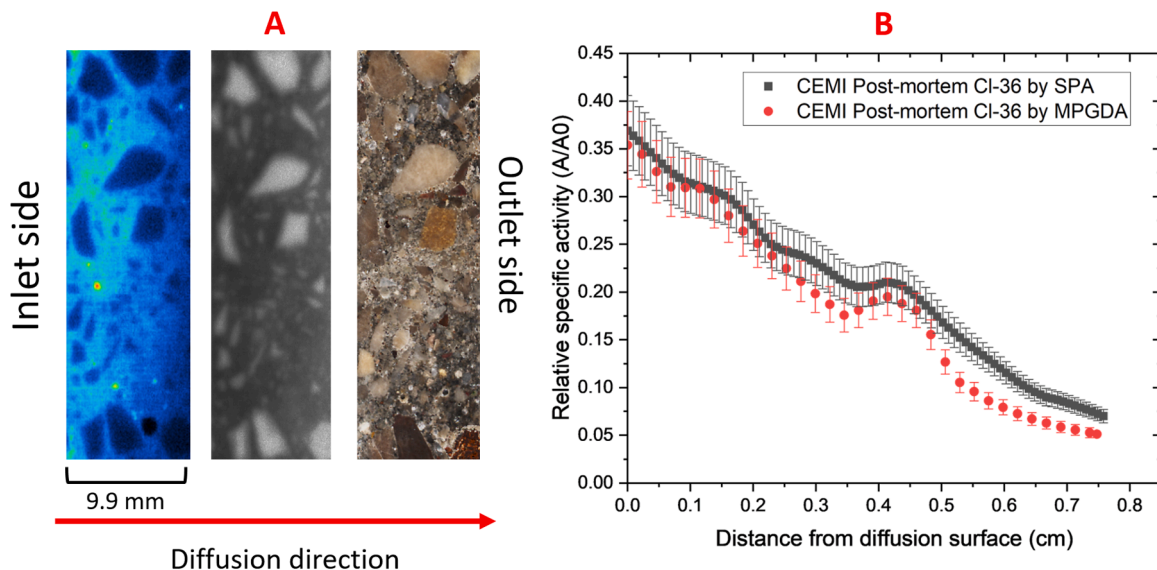 A
Inlet side
Outlet side
9.9 mm
Diffusion direction
B
CEMI Post-mortem Cl-36 by SPA
CEMI Post-mortem Cl-36 by MPGDA
Relative specific activity (A/A0)
0.45
0.40
0.35
0.30
0.25
0.20
0.15
0.10
0.05
0.00
0.0 0.1 0.2 0.3 0.4 0.5 0.6 0.7 0.8
Distance from diffusion surface (cm)